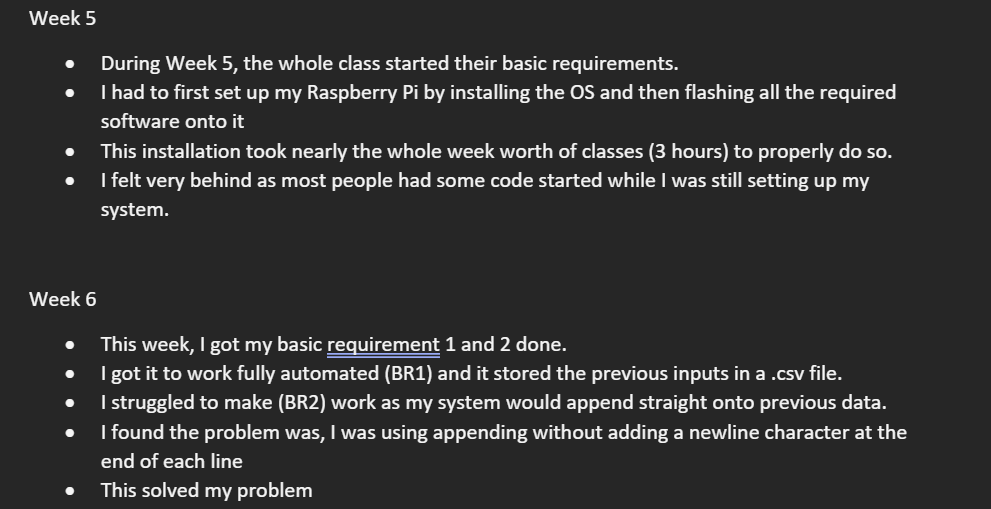 Week 5
• During Week 5, the whole class started their basic requirements.
• I had to first set up my Raspberry Pi by installing the OS and then flashing all the required
software onto it
• This installation took nearly the whole week worth of classes (3 hours) to properly do so.
• I felt very behind as most people had some code started while I was still setting up my
system.
Week 6
• This week, I got my basic requirement 1 and 2 done.
• I got it to work fully automated (BR1) and it stored the previous inputs in a .csv file.
• I struggled to make (BR2) work as my system would append straight onto previous data.
• I found the problem was, I was using appending without adding a newline character at the
end of each line
• This solved my problem